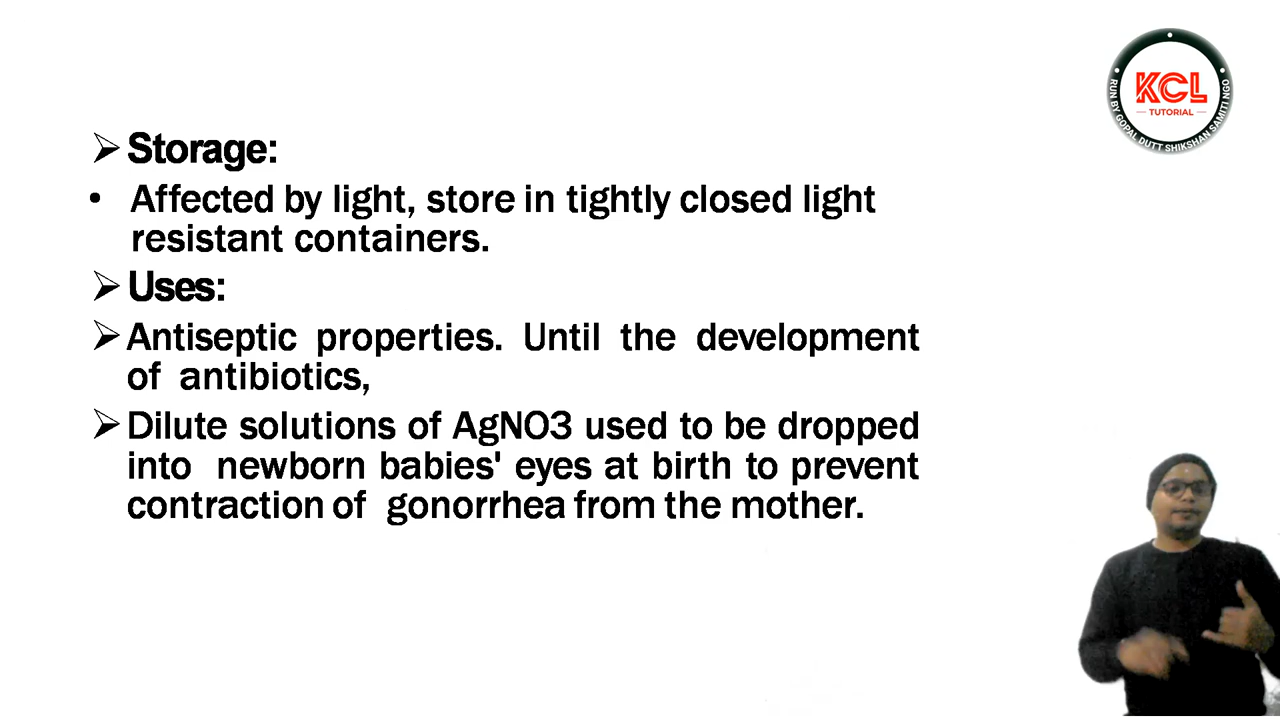 KCL
TUTORIAL
RUN BY GOPAL DUTT SHIKSHAN SAMITI NGO
➢ Storage:
• Affected by light, store in tightly closed light
resistant containers.
➢ Uses:
➢ Antiseptic properties. Until the development
of antibiotics,
➢ Dilute solutions of AgNO3 used to be dropped
into newborn babies' eyes at birth to prevent
contraction of gonorrhea from the mother.